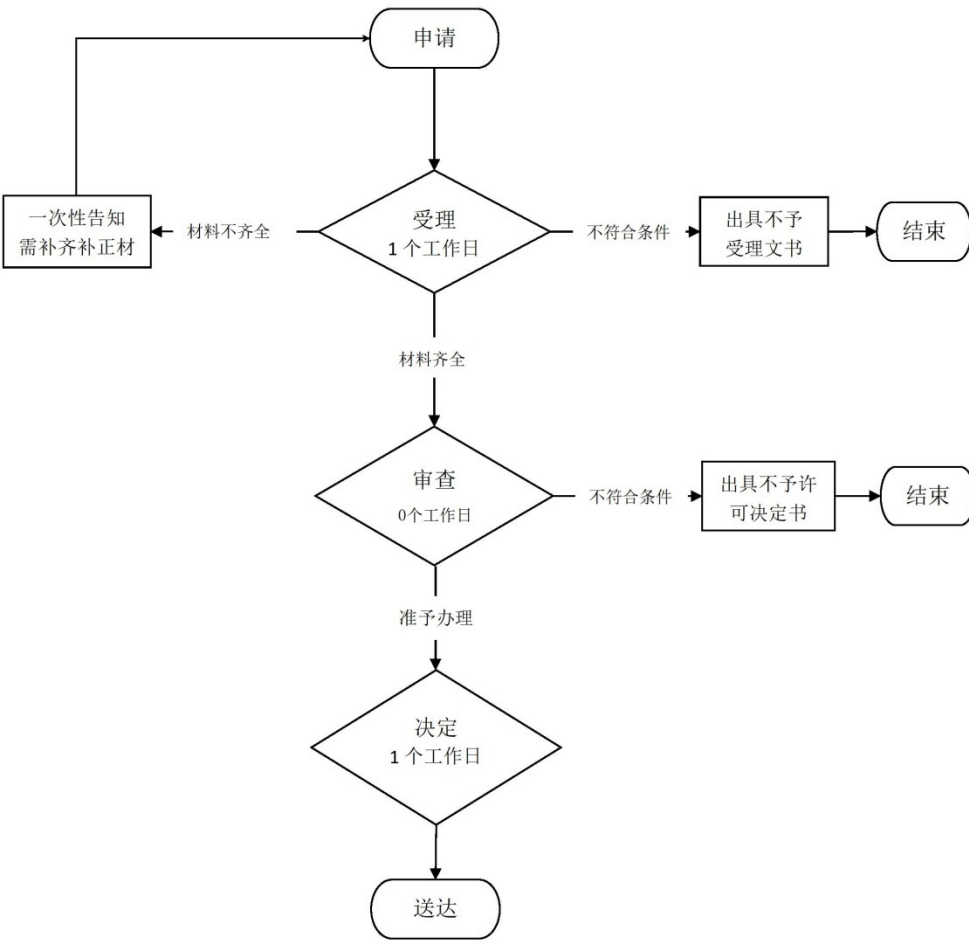 申请
一次性告知
需补齐补正材
材料不齐全
受理
1个工作日
不符合条件
出具不予
受理文书
结束
材料齐全
审查
0个工作日
不符合条件
出具不予许
可决定书
结束
准予办理
决定
1个工作日
送达